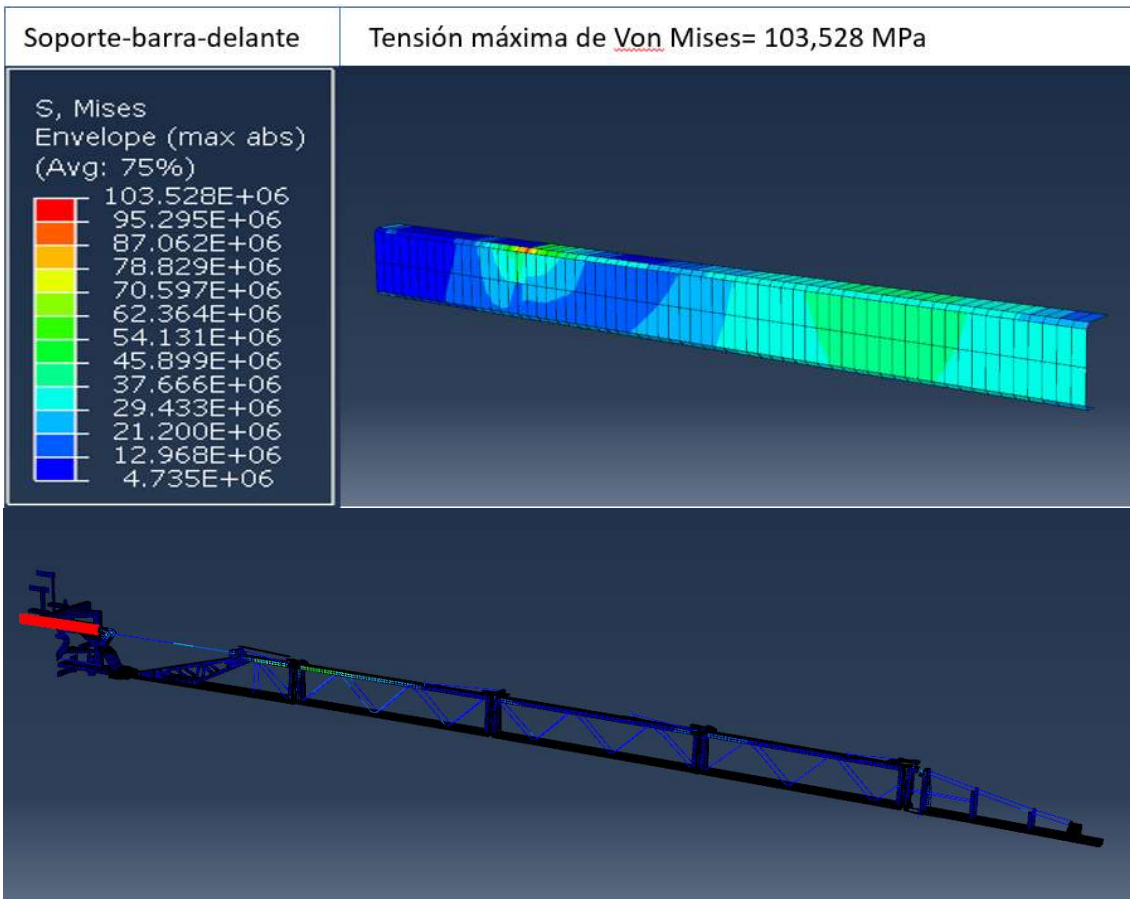 Soporte-barra-delante
Tensión máxima de Von Mises= 103,528 MPa
S, Mises
Envelope (max abs)
(Avg: 75%)
103.528E+06
95.295E+06
87.062E+06
78.829E+06
70.597E+06
62.364E+06
54.131E+06
45.899E+06
37.666E+06
29.433E+06
21.200E+06
12.968E+06
4.735E+06